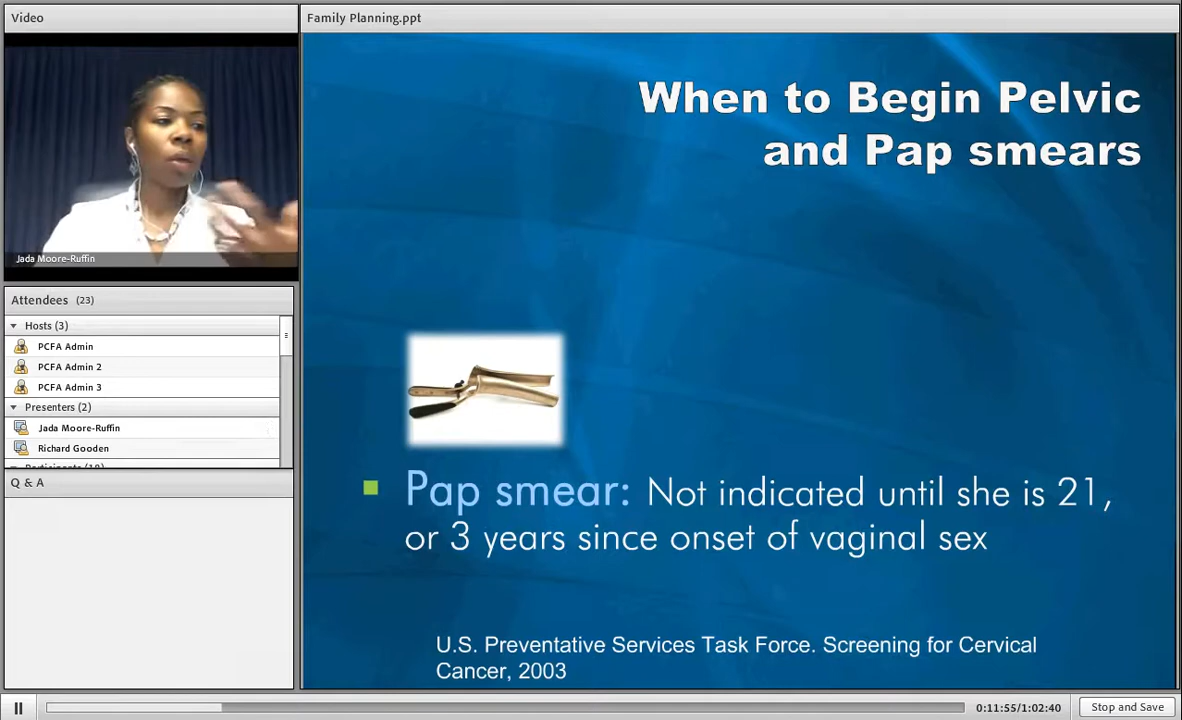 Video
Jada Moore-Ruffin
Attendees (23)
Hosts (3)
PCFA Admin
PCFA Admin 2
PCFA Admin 3
Presenters (2)
Jada Moore-Ruffin
Richard Gooden
Q & A
Family Planning.ppt
When to Begin Pelvic
and Pap smears
Pap smear: Not indicated until she is 21,
or 3 years since onset of vaginal sex
U.S. Preventative Services Task Force. Screening for Cervical
Cancer, 2003
0:11:55/1:02:40
Stop and Save